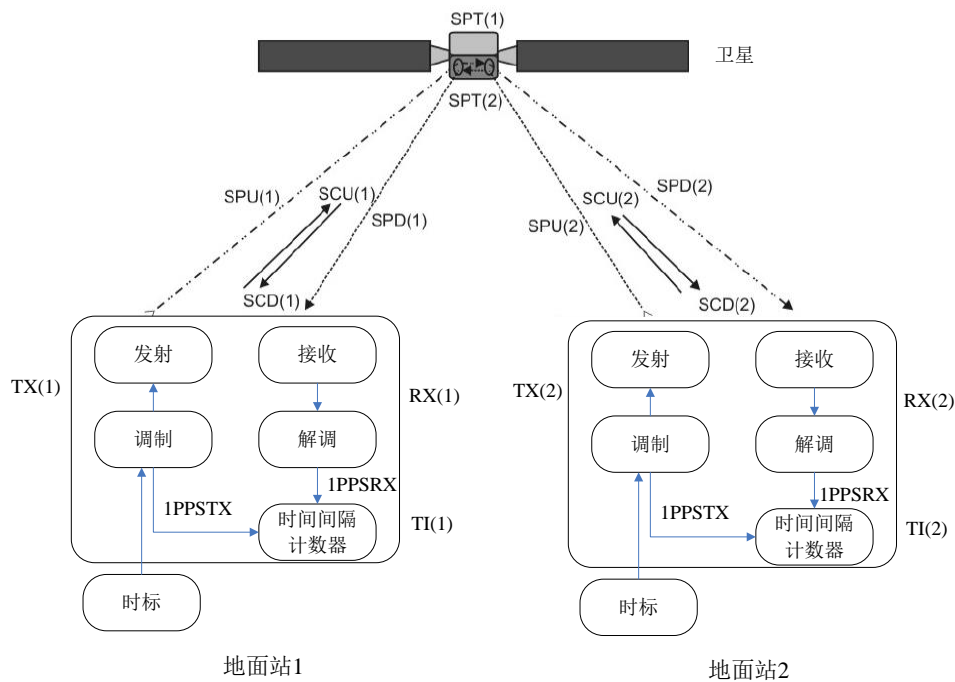 SPT(1)
卫星
SPT(2)
SPU(1)
SCU(1)
SPD(1)
SCD(1)
SCU(2)
SPD(2)
SPU(2)
SCD(2)
TX(1)
发射
接收
RX(1)
调制
解调
1PPSTX
1PPSRX
时间间隔
计数器
TI(1)
时标
地面站1
TX(2)
发射
接收
RX(2)
调制
解调
1PPSTX
1PPSRX
时间间隔
计数器
TI(2)
时标
地面站2